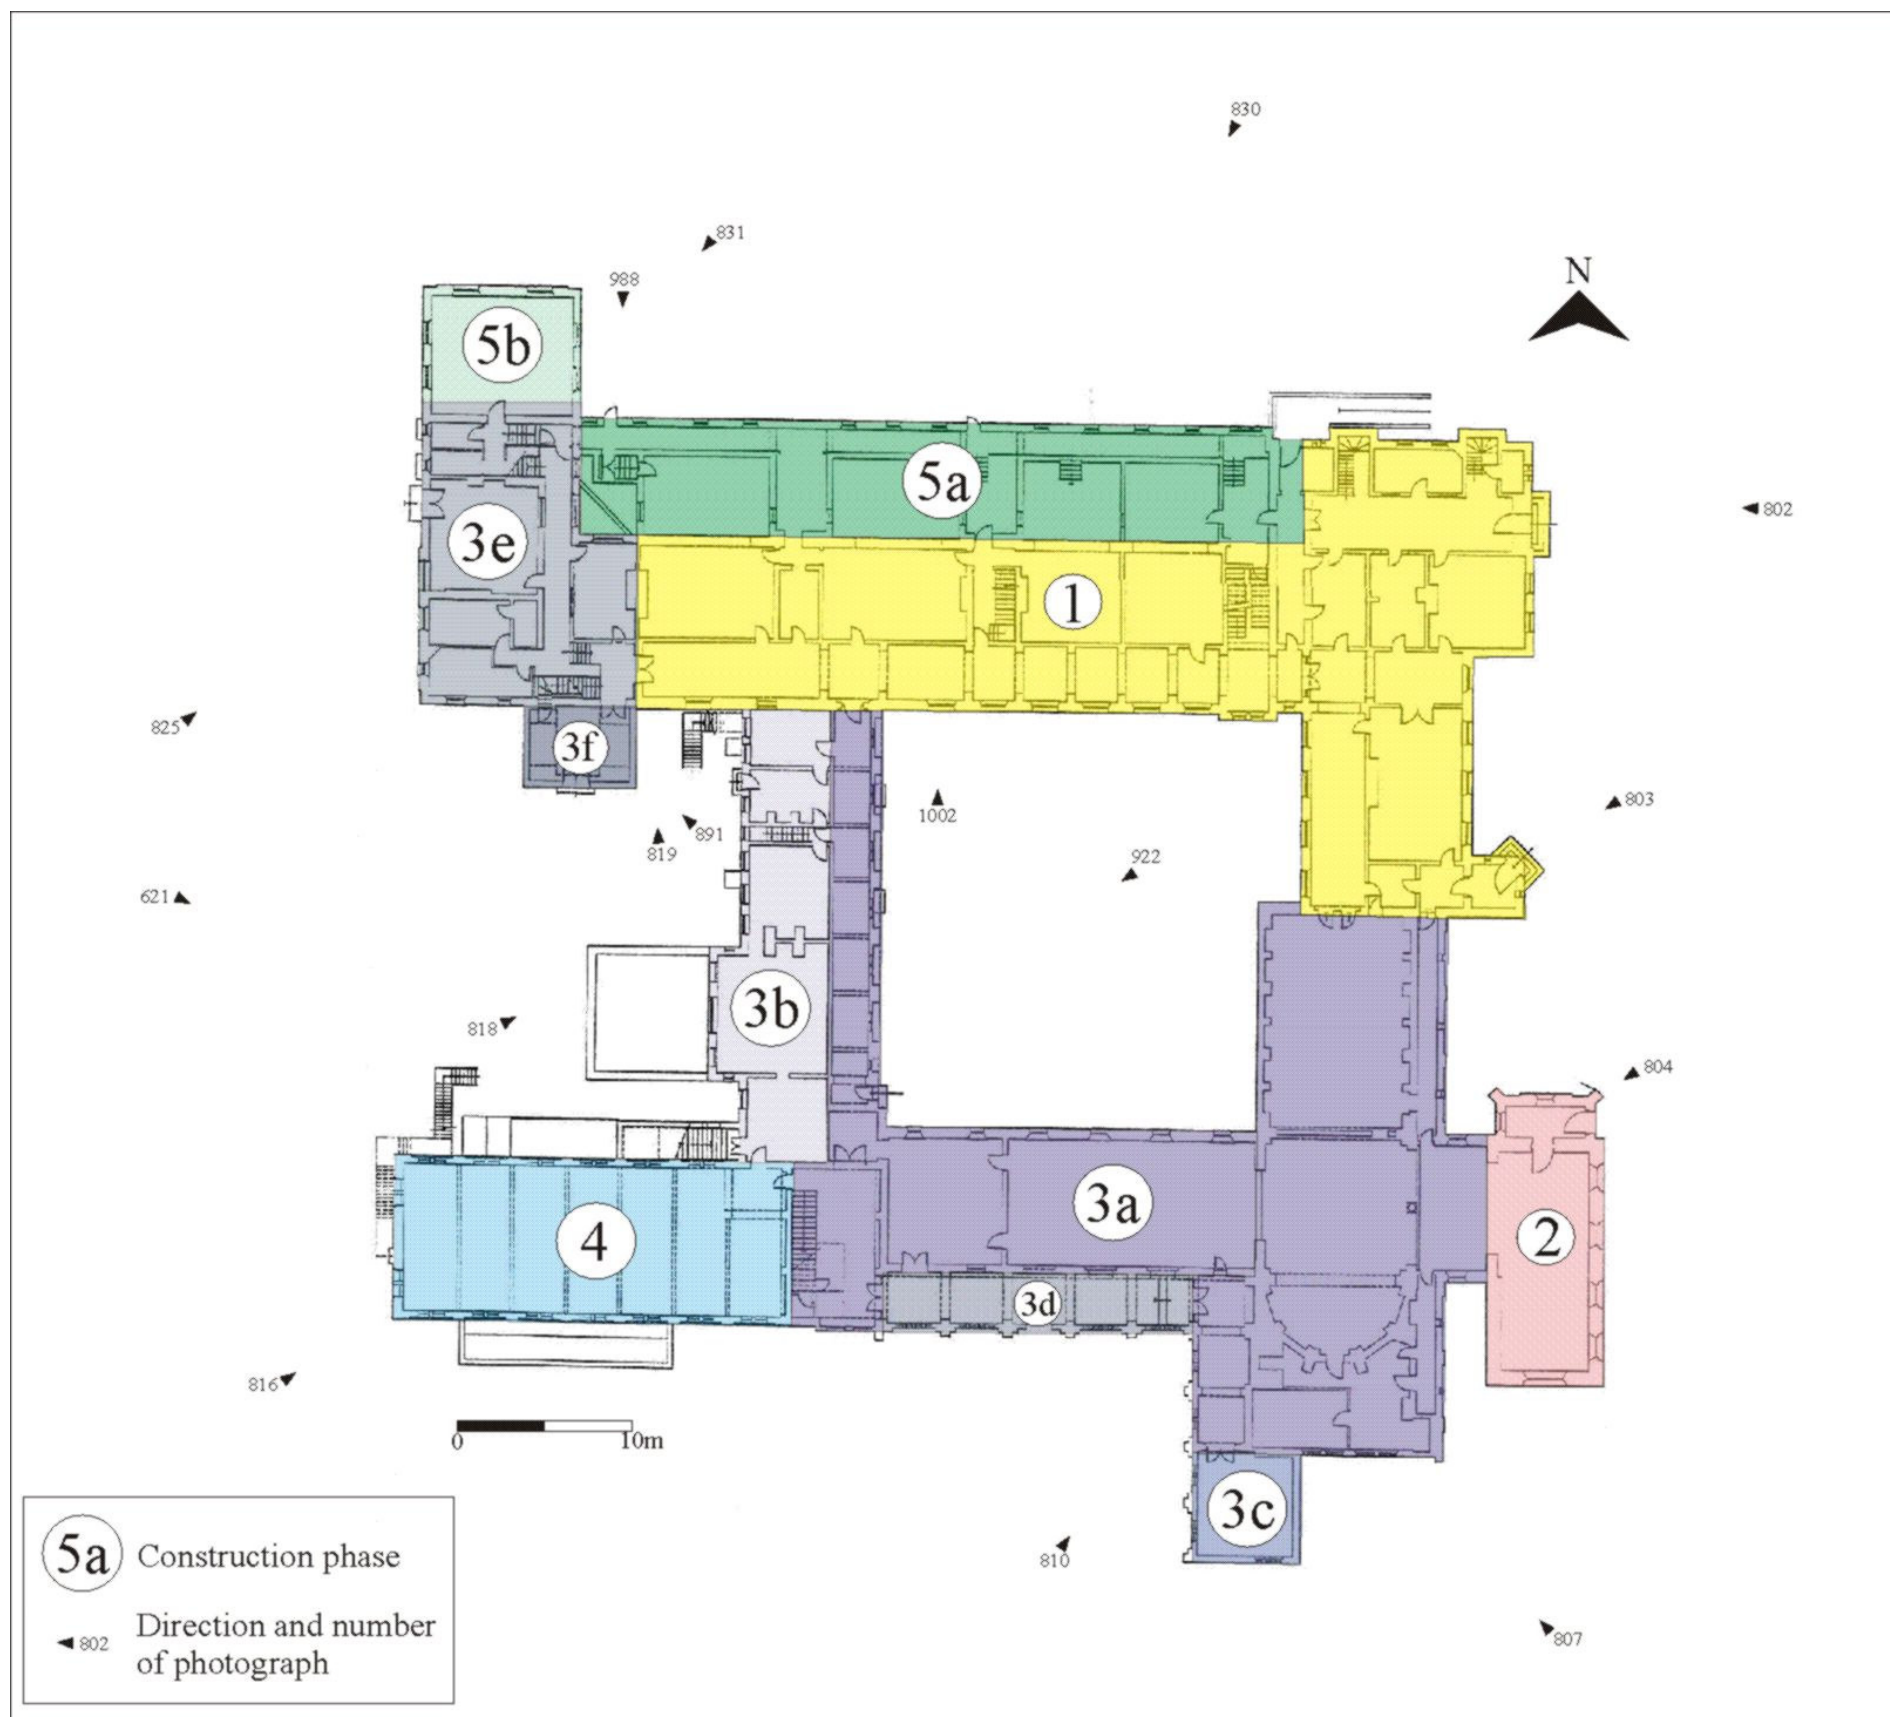 830
831
988
N
5b
5a
802
3e
1
825
3f
803
1002
891
819
922
621
3b
818
804
3a
4
2
3d
816
0 10m
3c
810
807
5a Construction phase
802 Direction and number
of photograph